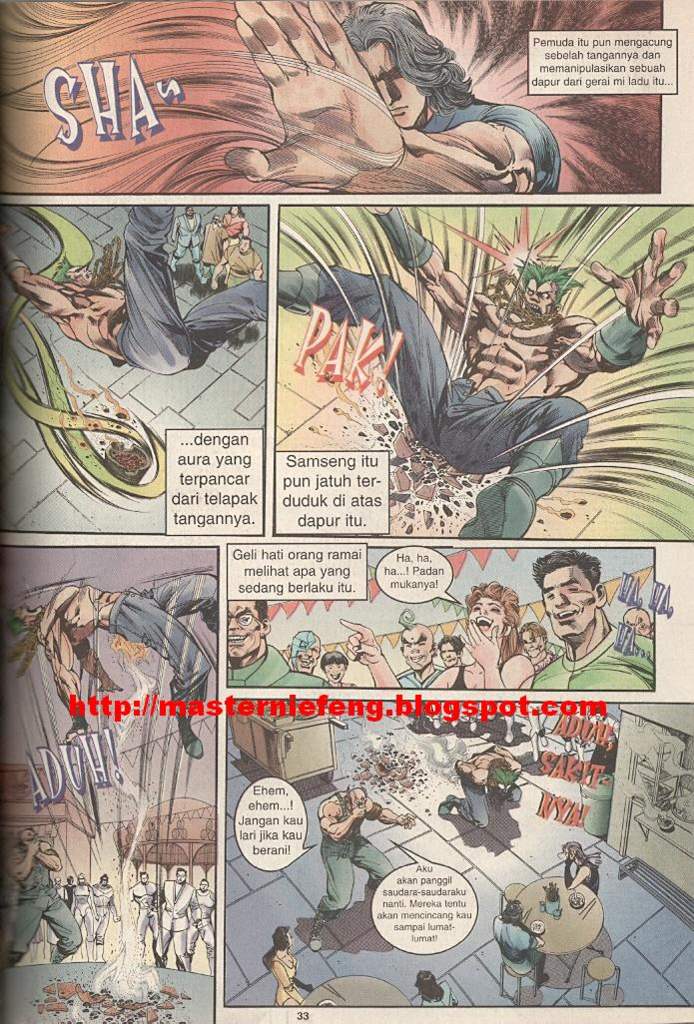 SHAs
Pemuda itu pun mengacung
sebelah tangannya dan
memanipulasikan sebuah
dapur dari gerai mi ladu itu...
...dengan
aura yang
terpancar
dari telapak
tangannya.
PAK!
Samseng itu
pun jatuh ter-
duduk di atas
dapur itu.
ADUH!
Geli hati orang ramai
melihat apa yang
sedang berlaku itu.
Ha, ha,
ha...! Padan
mukanya!
HA, HA,
HA...
http://masterniefeng.blogspot.com
ADUH,
SAKIT-
NYA!
Ehem,
ehem...!
Jangan kau
lari jika kau
berani!
Aku
akan panggil
saudara-saudaraku
nanti. Mereka tentu
akan mencincang kau
sampai lumat-
lumat!
33